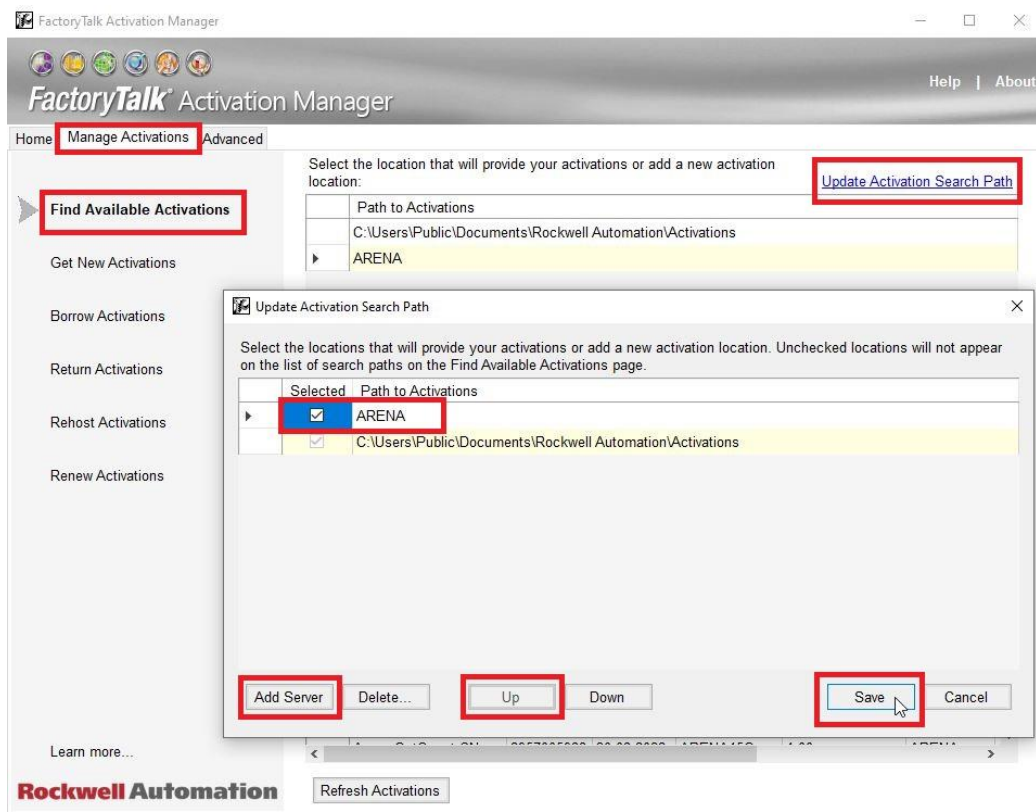 FactoryTalk Activation Manager
FactoryTalk® Activation Manager
Help | About
Home Manage Activations Advanced
Select the location that will provide your activations or add a new activation
location:
Update Activation Search Path
Find Available Activations
Get New Activations
Borrow Activations
Return Activations
Rehost Activations
Renew Activations
Path to Activations
C:\Users\Public\Documents\Rockwell Automation\Activations
ARENA
Update Activation Search Path
Select the locations that will provide your activations or add a new activation location. Unchecked locations will not appear
on the list of search paths on the Find Available Activations page.
Selected Path to Activations
ARENA
C:\Users\Public\Documents\Rockwell Automation\Activations
Add Server Delete... Up Down Save Cancel
Learn more...
Rockwell Automation
Refresh Activations